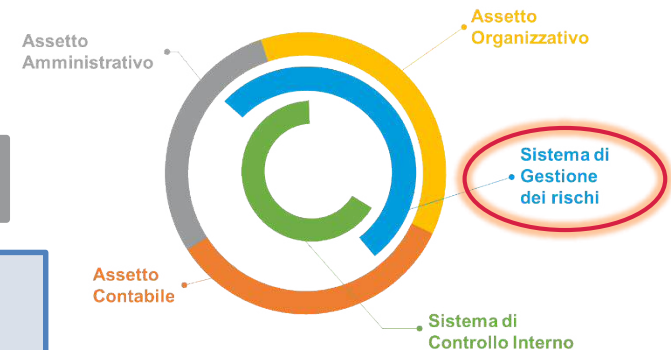 Assetto
Amministrativo
Assetto
Organizzativo
Sistema di
Gestione
dei rischi
Assetto
Contabile
Sistema di
Controllo Interno